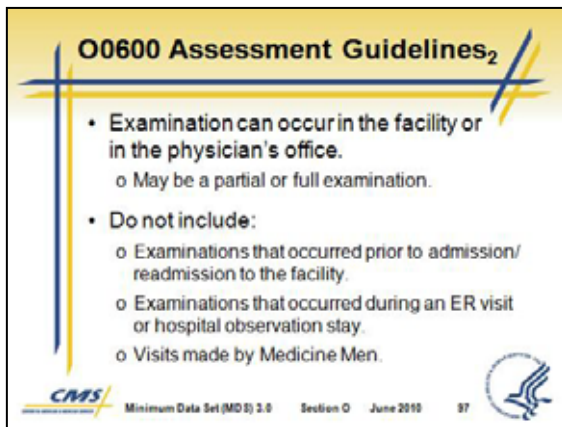 O0600 Assessment Guidelines2
• Examination can occur in the facility or
in the physician's office.
o May be a partial or full examination.
• Do not include:
o Examinations that occurred prior to admission/
readmission to the facility.
o Examinations that occurred during an ER visit
or hospital observation stay.
o Visits made by Medicine Men.
CMS
Minimum Data Set (MDS) 3.0 Section O June 2010 97